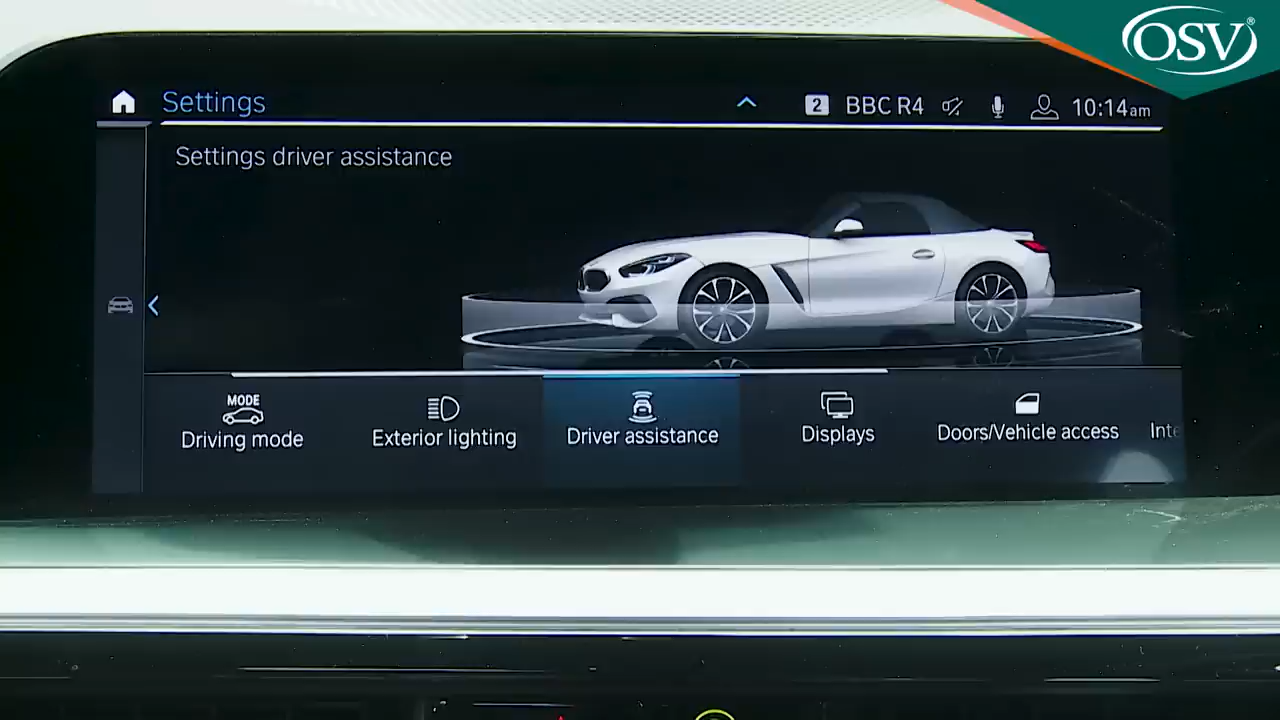 OSV®
Settings
2 BBC R4 10:14am
Settings driver assistance
MODE
Driving mode
Exterior lighting
Driver assistance
Displays
Doors/Vehicle access